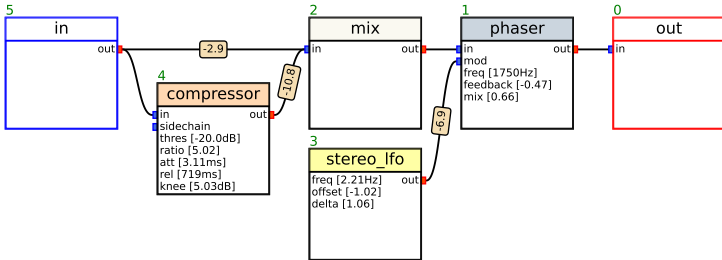 5
in
out
-2.9
4
compressor
in
out
sidechain
thres [-20.0dB]
ratio [5.02]
att [3.11ms]
rel [719ms]
knee [5.03dB]
-10.8
2
mix
in
out
3
stereo_lfo
freq [2.21Hz]
out
offset [-1.02]
delta [1.06]
-6.9
1
phaser
in
out
mod
freq [1750Hz]
feedback [-0.47]
mix [0.66]
0
out
in